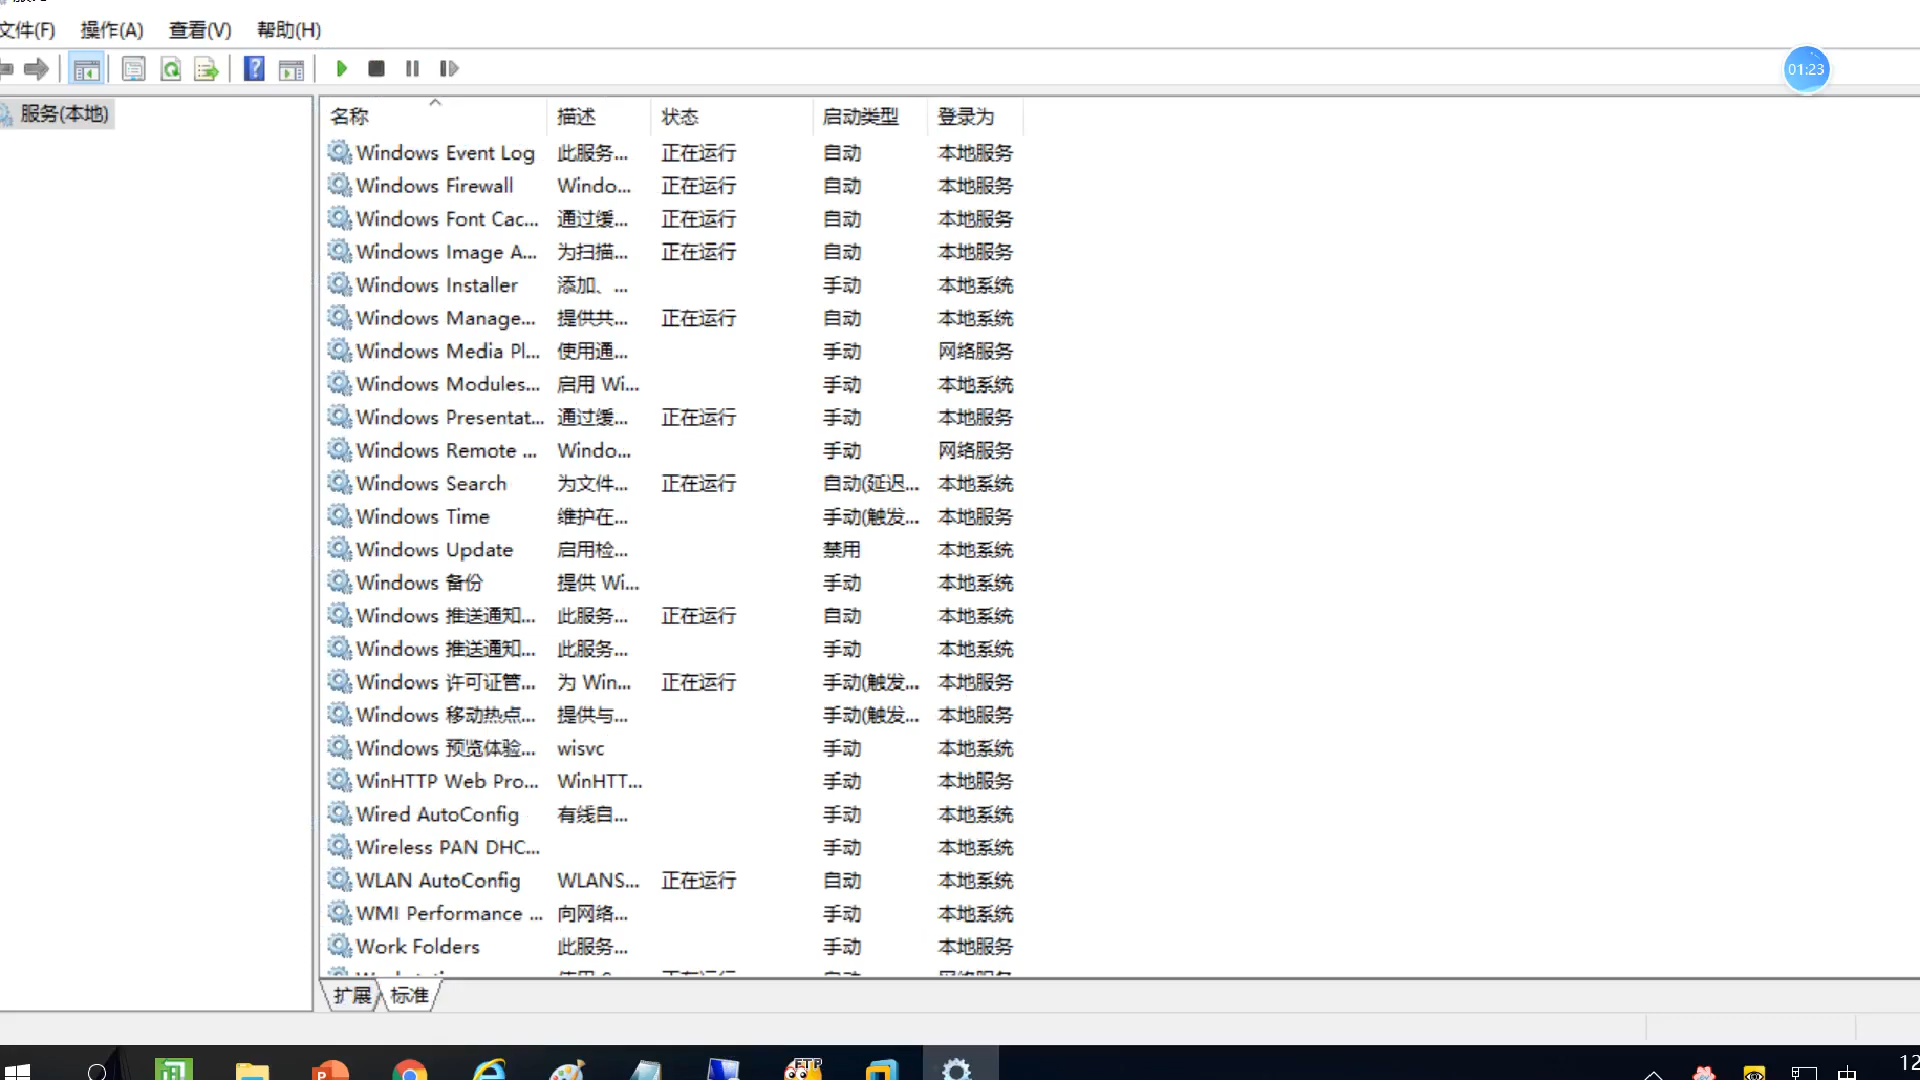 文件(F) 操作(A) 查看(V) 帮助(H)
01:23
服务(本地)
名称 描述 状态 启动类型 登录为
Windows Event Log 此服务... 正在运行 自动 本地服务
Windows Firewall Windo... 正在运行 自动 本地服务
Windows Font Cac... 通过缓... 正在运行 自动 本地服务
Windows Image A... 为扫描... 正在运行 自动 本地服务
Windows Installer 添加、... 手动 本地系统
Windows Manage... 提供共... 正在运行 自动 本地系统
Windows Media Pl... 使用通... 手动 网络服务
Windows Modules... 启用 Wi... 手动 本地系统
Windows Presentat... 通过缓... 正在运行 手动 本地服务
Windows Remote ... Windo... 手动 网络服务
Windows Search 为文件... 正在运行 自动(延迟... 本地系统
Windows Time 维护在... 手动(触发... 本地服务
Windows Update 启用检... 禁用 本地系统
Windows 备份 提供 Wi... 手动 本地系统
Windows 推送通知... 此服务... 正在运行 自动 本地系统
Windows 推送通知... 此服务... 手动 本地系统
Windows 许可证管... 为 Win... 正在运行 手动(触发... 本地服务
Windows 移动热点... 提供与... 手动(触发... 本地服务
Windows 预览体验... wisvc 手动 本地系统
WinHTTP Web Pro... WinHTT... 手动 本地服务
Wired AutoConfig 有线自... 手动 本地系统
Wireless PAN DHC... 手动 本地系统
WLAN AutoConfig WLANS... 正在运行 自动 本地系统
WMI Performance ... 向网络... 手动 本地系统
Work Folders 此服务... 手动 本地服务
扩展 标准
FTP
中
12